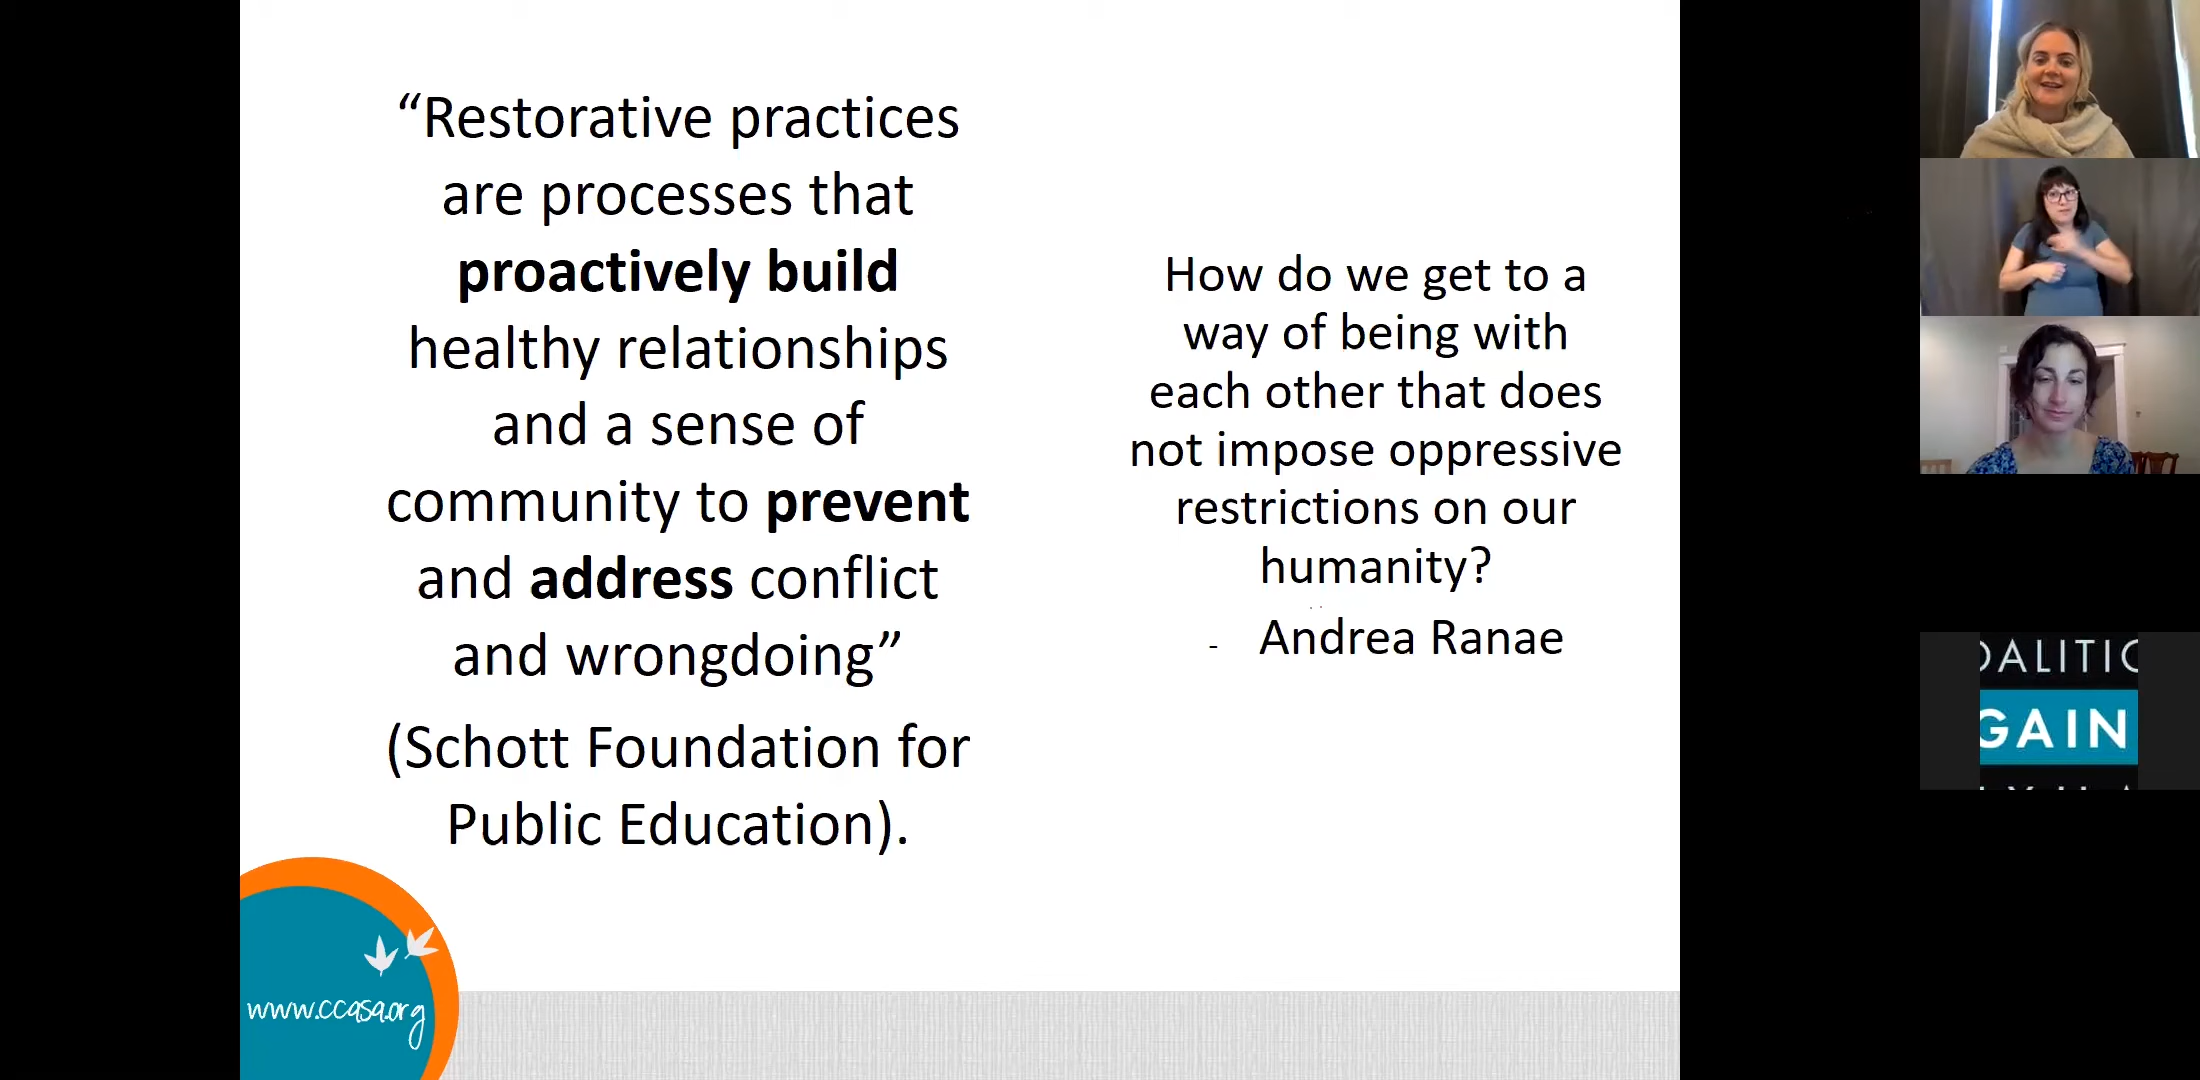 “Restorative practices
are processes that
proactively build
healthy relationships
and a sense of
community to prevent
and address conflict
and wrongdoing”
(Schott Foundation for
Public Education).
How do we get to a
way of being with
each other that does
not impose oppressive
restrictions on our
humanity?
- Andrea Ranae
www.ccasa.org
OALITIO
GAIN